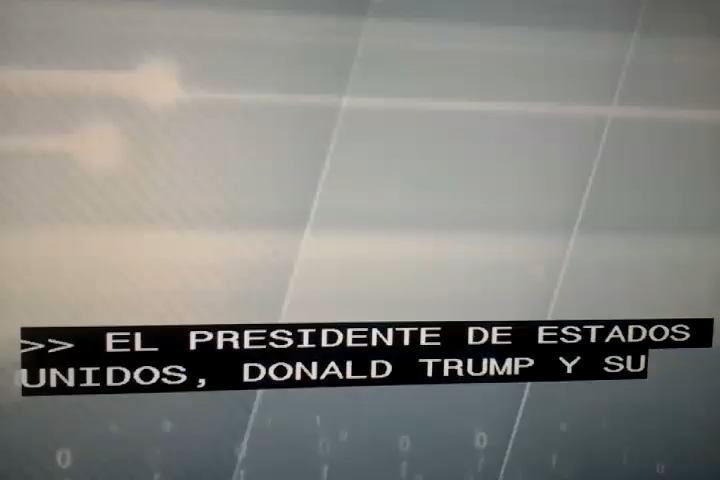 >> EL PRESIDENTE DE ESTADOS
UNIDOS, DONALD TRUMP Y SU